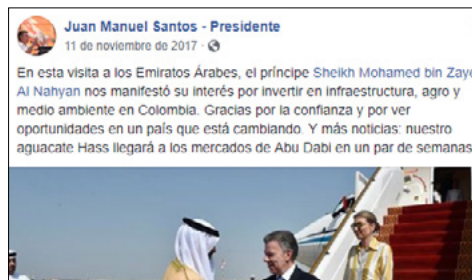 Juan Manuel Santos - Presidente
11 de noviembre de 2017 ·
En esta visita a los Emiratos Árabes, el príncipe Sheikh Mohamed bin Zaye
Al Nahyan nos manifestó su interés por invertir en infraestructura, agro y
medio ambiente en Colombia. Gracias por la confianza y por ver
oportunidades en un país que está cambiando. Y más noticias: nuestro
aguacate Hass llegará a los mercados de Abu Dabi en un par de semanas